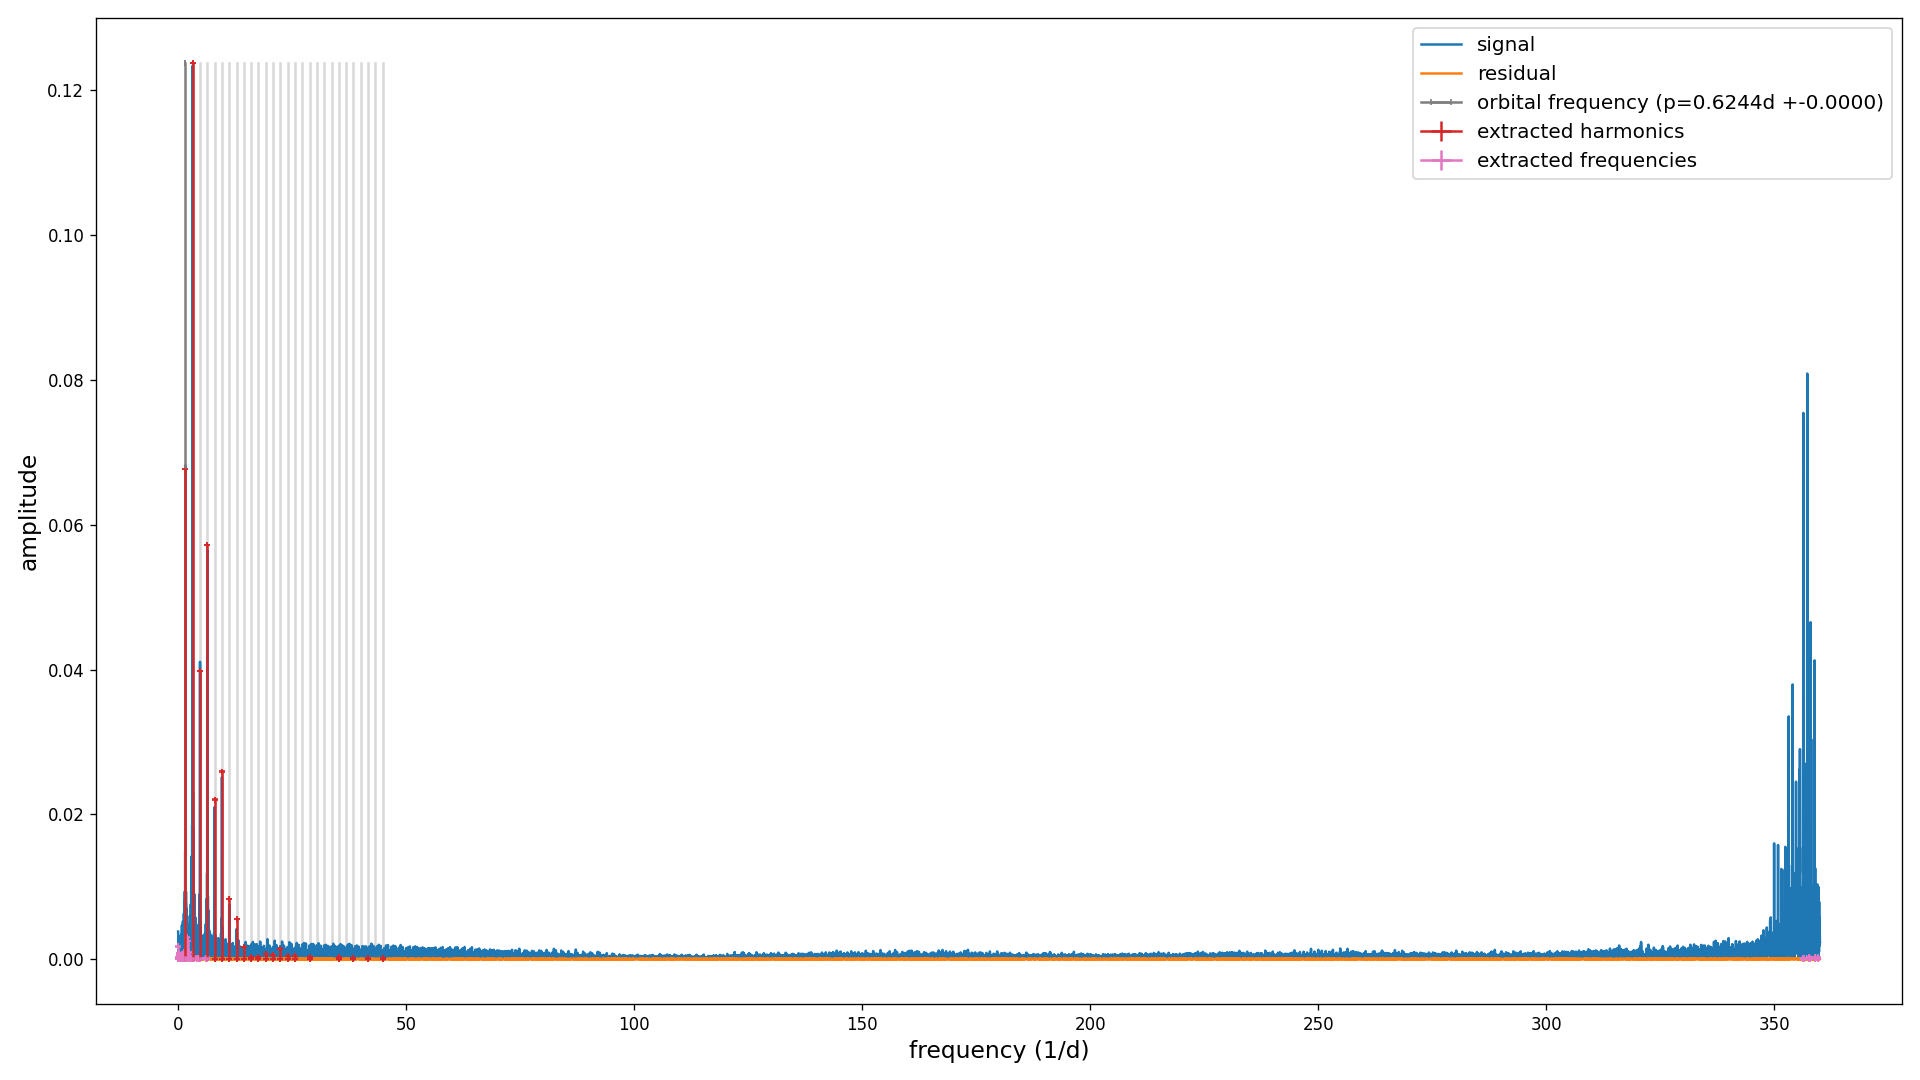 signal
residual
orbital frequency (p=0.6244d +-0.0000)
extracted harmonics
extracted frequencies
amplitude
0.12
0.10
0.08
0.06
0.04
0.02
0.00
0 50 100 150 200 250 300 350
frequency (1/d)